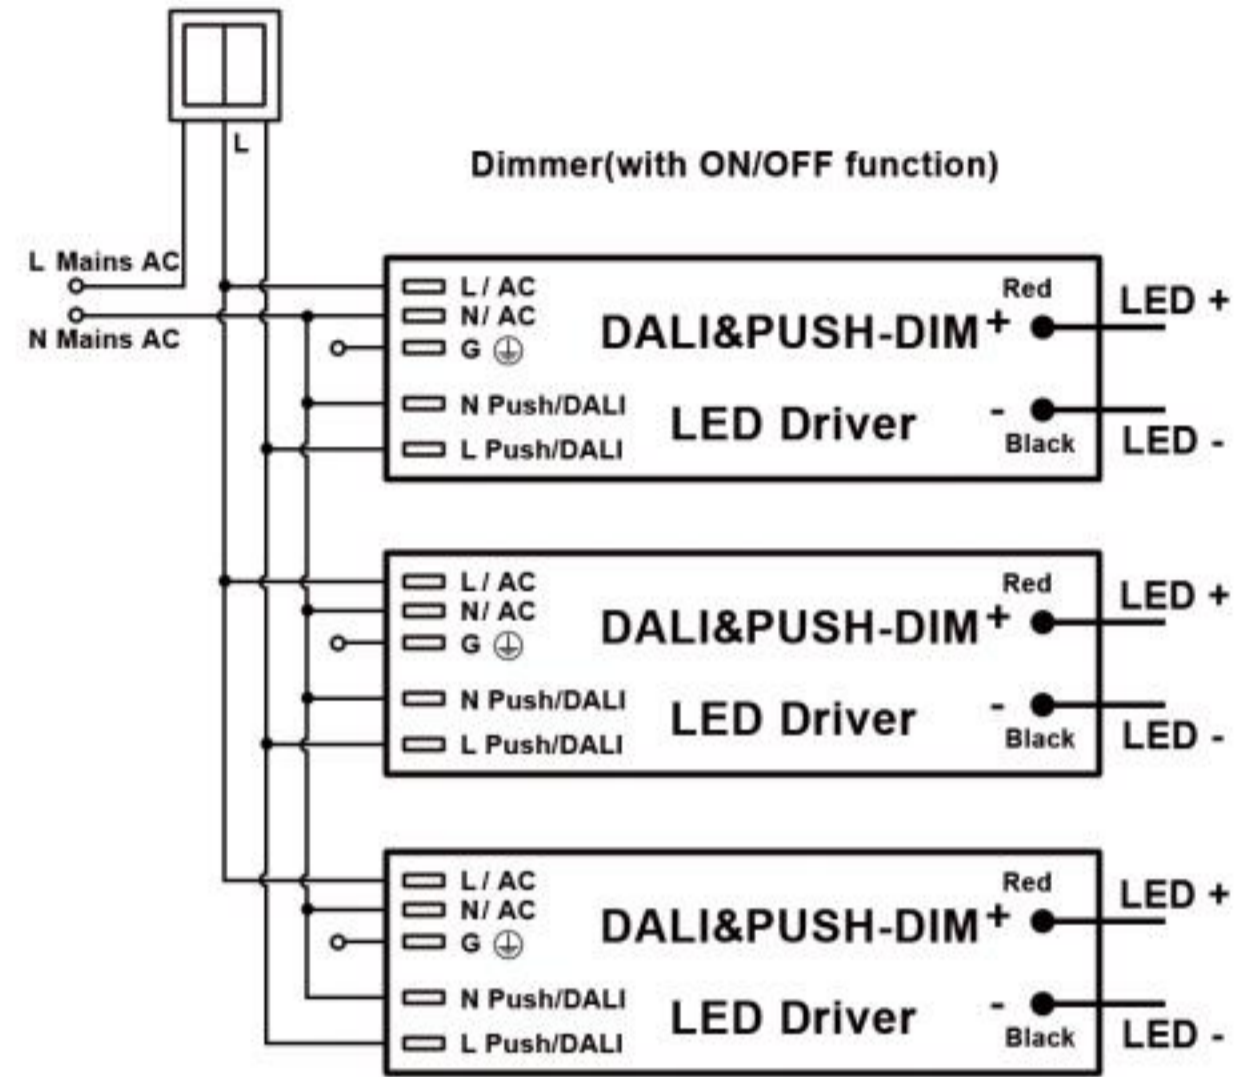 L
Dimmer(with ON/OFF function)
L Mains AC
N Mains AC
L / AC
N/ AC
G
N Push/DALI
L Push/DALI
DALI&PUSH-DIM
LED Driver
Red
+
-
Black
LED +
LED -
L / AC
N/ AC
G
N Push/DALI
L Push/DALI
DALI&PUSH-DIM
LED Driver
Red
+
-
Black
LED +
LED -
L / AC
N/ AC
G
N Push/DALI
L Push/DALI
DALI&PUSH-DIM
LED Driver
Red
+
-
Black
LED +
LED -